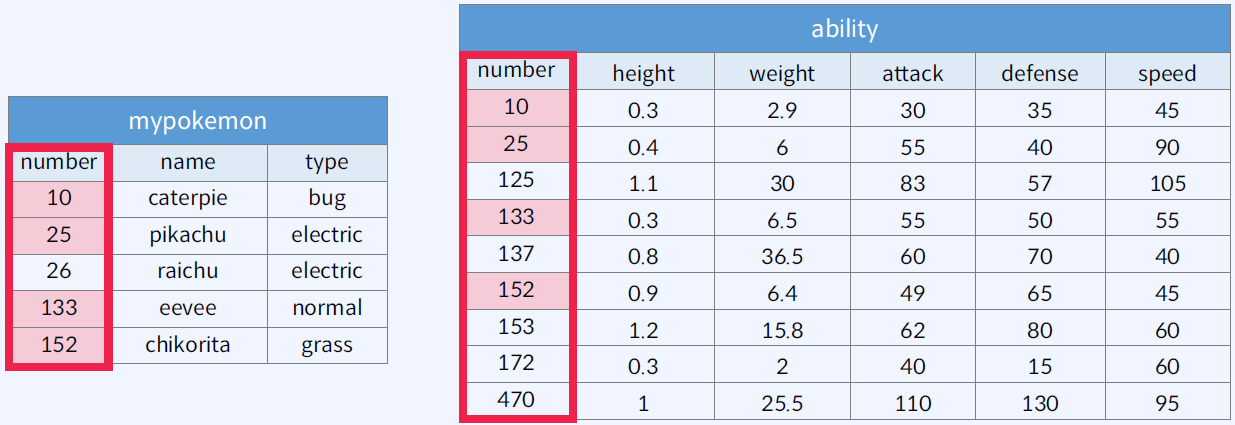 mypokemon
number name type
10 caterpie bug
25 pikachu electric
26 raichu electric
133 eevee normal
152 chikorita grass
ability
number height weight attack defense speed
10 0.3 2.9 30 35 45
25 0.4 6 55 40 90
125 1.1 30 83 57 105
133 0.3 6.5 55 50 55
137 0.8 36.5 60 70 40
152 0.9 6.4 49 65 45
153 1.2 15.8 62 80 60
172 0.3 2 40 15 60
470 1 25.5 110 130 95